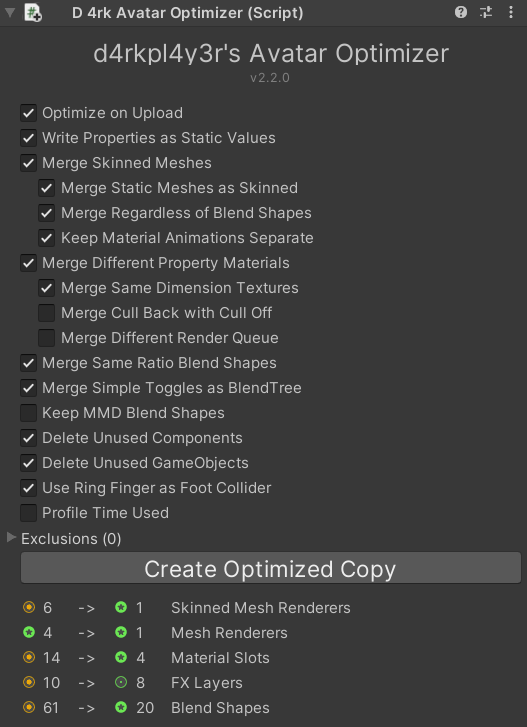 D 4rk Avatar Optimizer (Script)
d4rkpl4y3r's Avatar Optimizer
v2.2.0
Optimize on Upload
Write Properties as Static Values
Merge Skinned Meshes
Merge Static Meshes as Skinned
Merge Regardless of Blend Shapes
Keep Material Animations Separate
Merge Different Property Materials
Merge Same Dimension Textures
Merge Cull Back with Cull Off
Merge Different Render Queue
Merge Same Ratio Blend Shapes
Merge Simple Toggles as BlendTree
Keep MMD Blend Shapes
Delete Unused Components
Delete Unused GameObjects
Use Ring Finger as Foot Collider
Profile Time Used
Exclusions (0)
Create Optimized Copy
6 -> 1 Skinned Mesh Renderers
4 -> 1 Mesh Renderers
14 -> 4 Material Slots
10 -> 8 FX Layers
61 -> 20 Blend Shapes